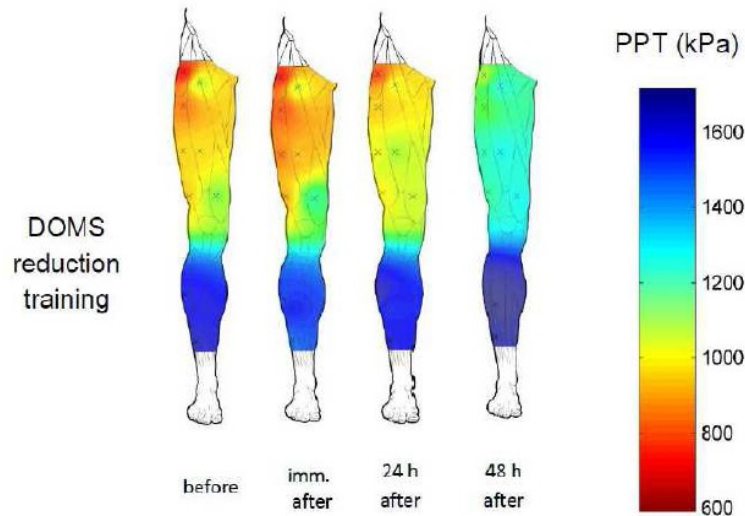 PPT (kPa)
1600
1400
1200
1000
800
600
DOMS
reduction
training
before
imm.
after
24 h
after
48 h
after